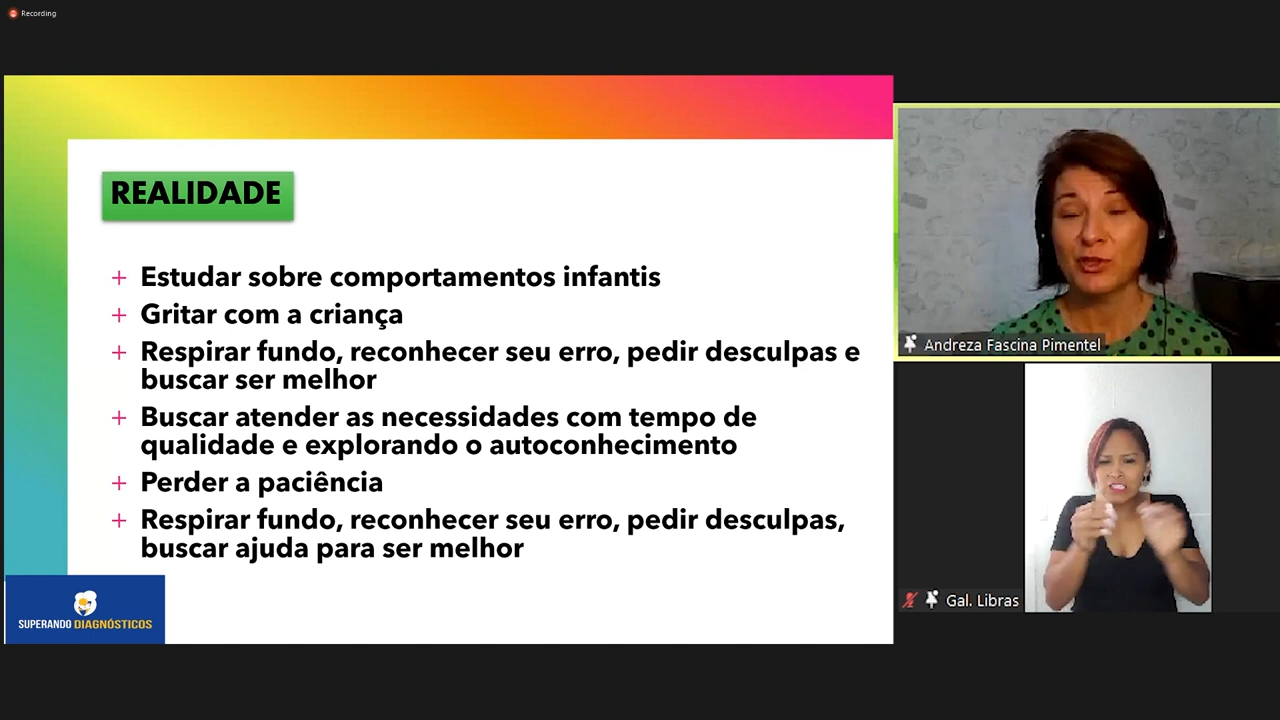 Recording
REALIDADE
+ Estudar sobre comportamentos infantis
+ Gritar com a criança
+ Respirar fundo, reconhecer seu erro, pedir desculpas e
buscar ser melhor
+ Buscar atender as necessidades com tempo de
qualidade e explorando o autoconhecimento
+ Perder a paciência
+ Respirar fundo, reconhecer seu erro, pedir desculpas,
buscar ajuda para ser melhor
SUPERANDO DIAGNÓSTICOS
Andreza Fascina Pimentel
Gal. Libras